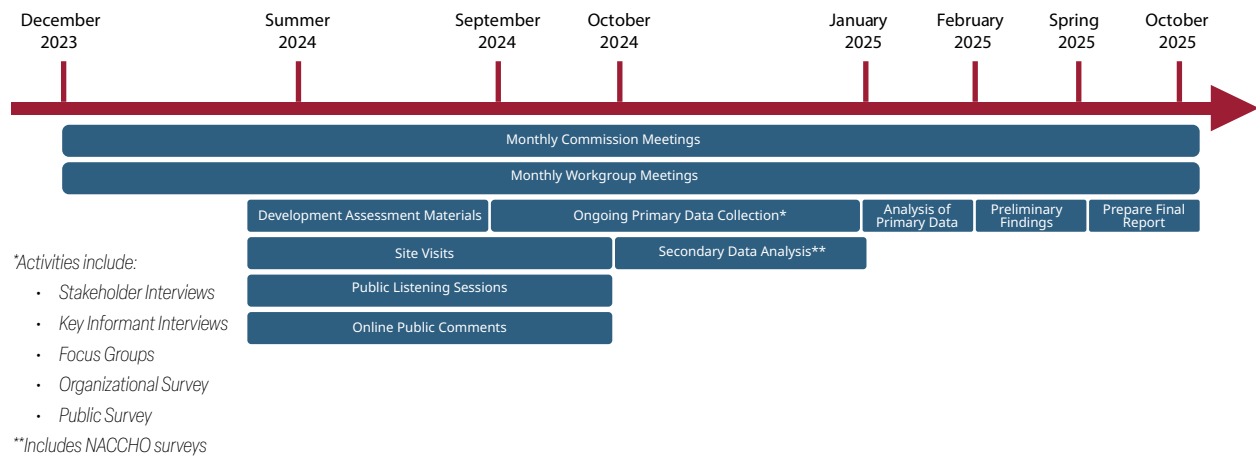 December
2023
Summer
2024
September
2024
October
2024
January
2025
February
2025
Spring
2025
October
2025
Monthly Commission Meetings
Monthly Workgroup Meetings
Development Assessment Materials
Ongoing Primary Data Collection*
Analysis of
Primary Data
Preliminary
Findings
Prepare Final
Report
Site Visits
Secondary Data Analysis**
Public Listening Sessions
Online Public Comments
*Activities include:
• Stakeholder Interviews
• Key Informant Interviews
• Focus Groups
• Organizational Survey
• Public Survey
**Includes NACCHO surveys